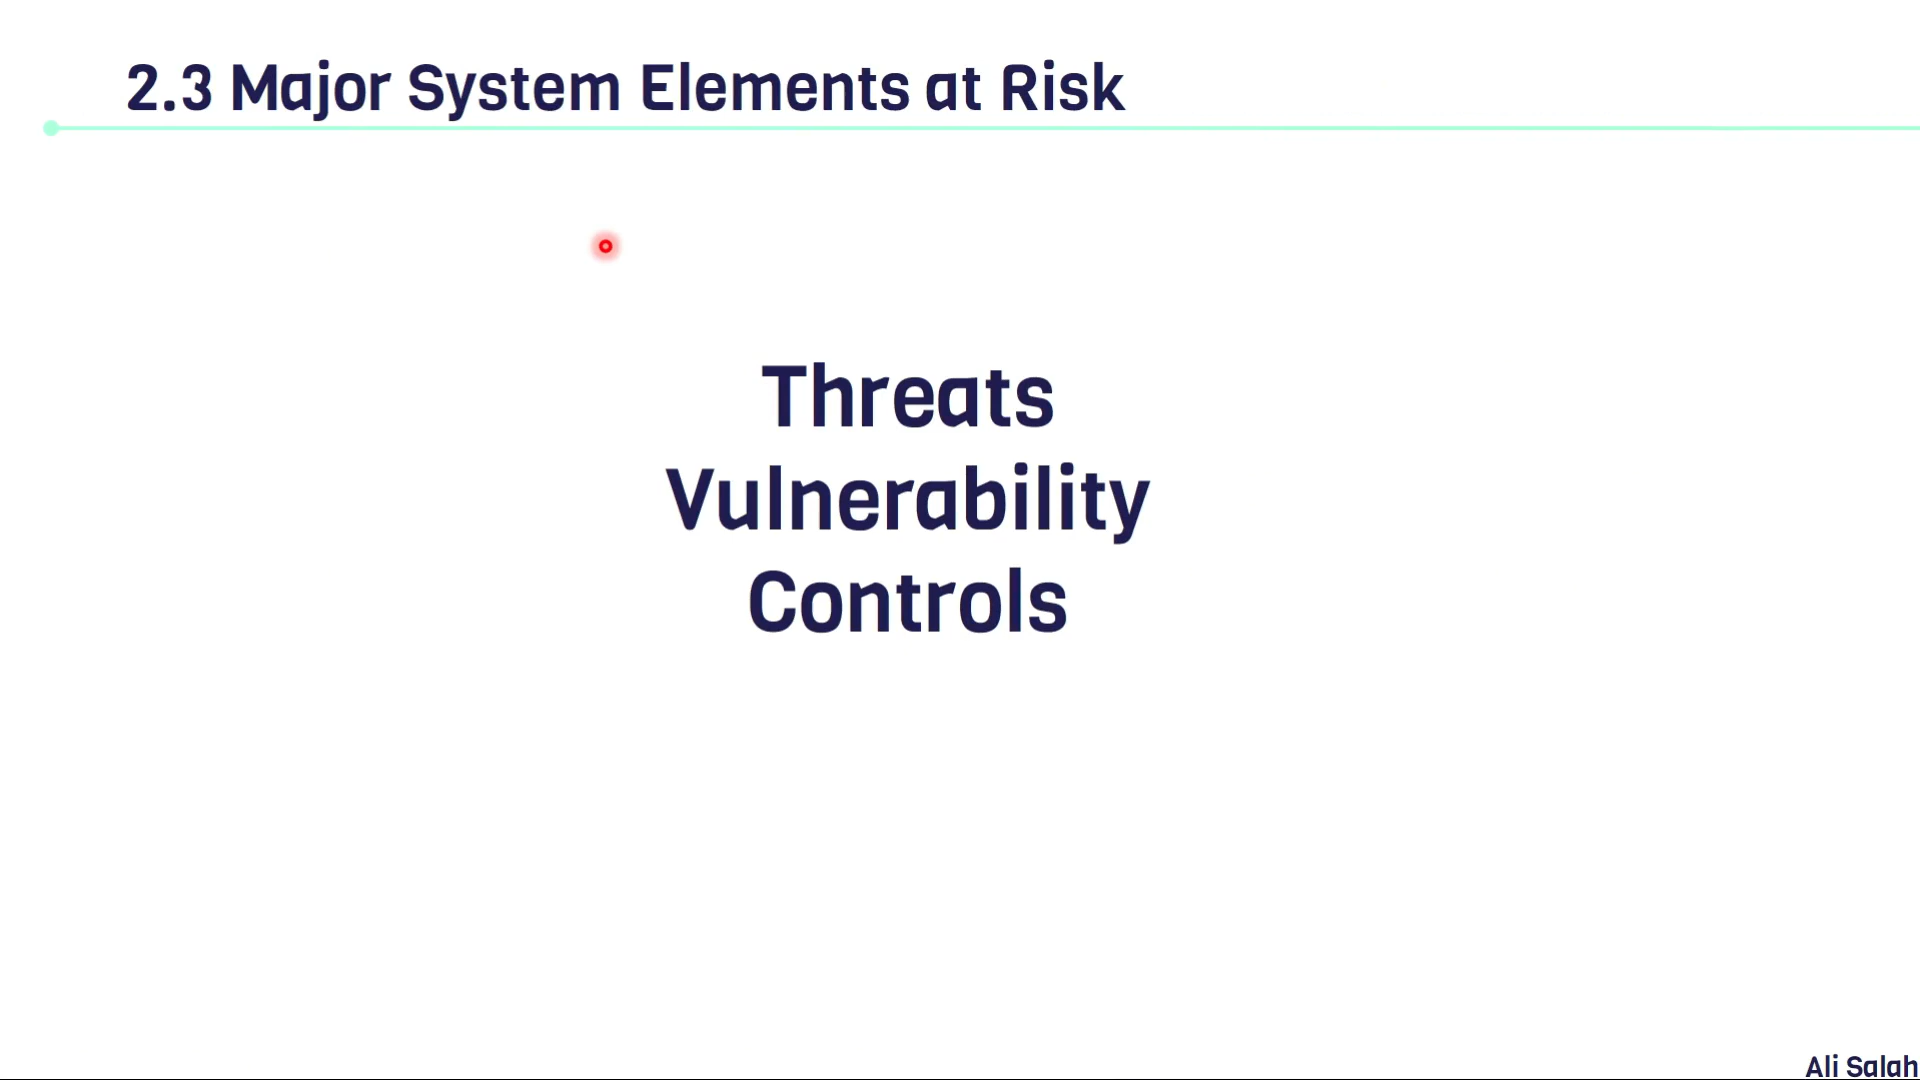 2.3 Major System Elements at Risk
Threats
Vulnerability
Controls
Ali Salah